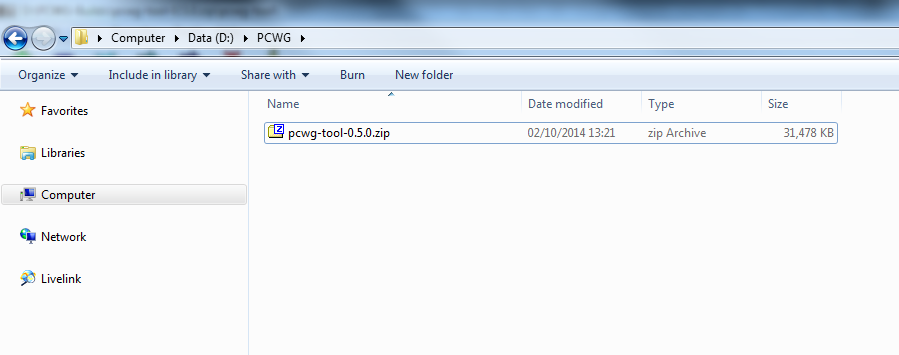 Computer Data (D:) PCWG
Organize Include in library Share with Burn New folder
Name Date modified Type Size
Favorites
pcwg-tool-0.5.0.zip 02/10/2014 13:21 zip Archive 31,478 KB
Libraries
Computer
Network
Livelink